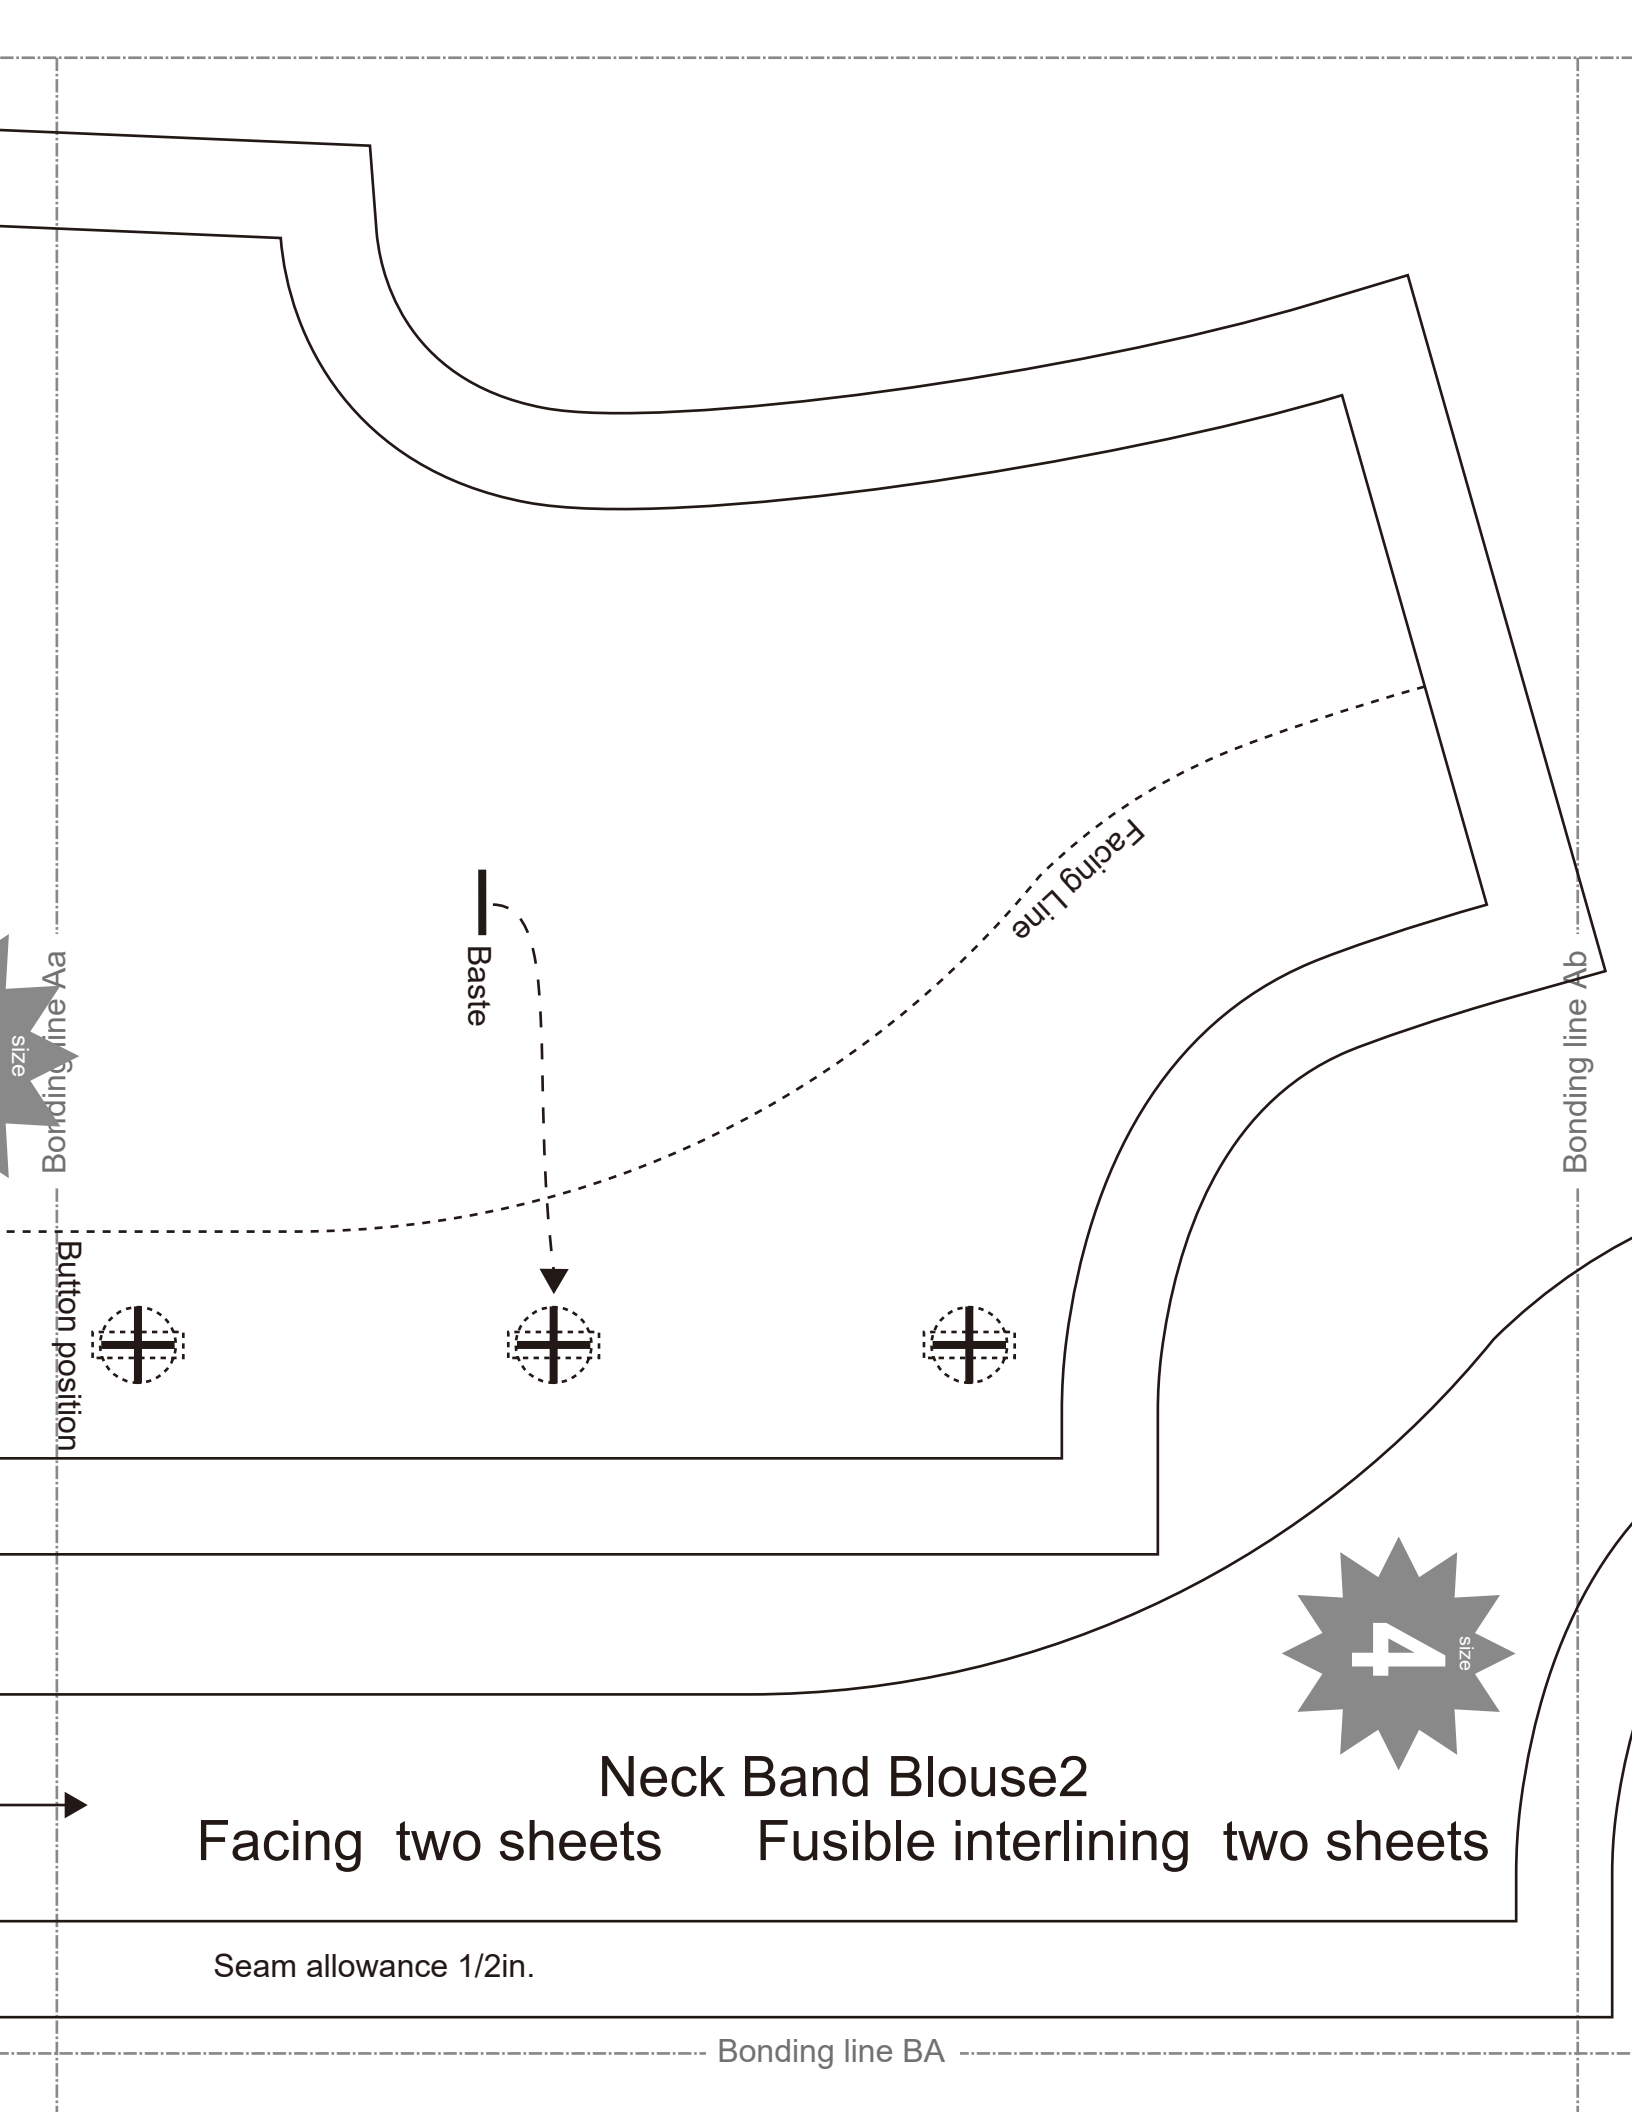 Facing Line
Baste
Bonding line Aa
size
Bonding line Ab
Button position
size
4
Neck Band Blouse2
Facing two sheets Fusible interlining two sheets
Seam allowance 1/2in.
Bonding line BA